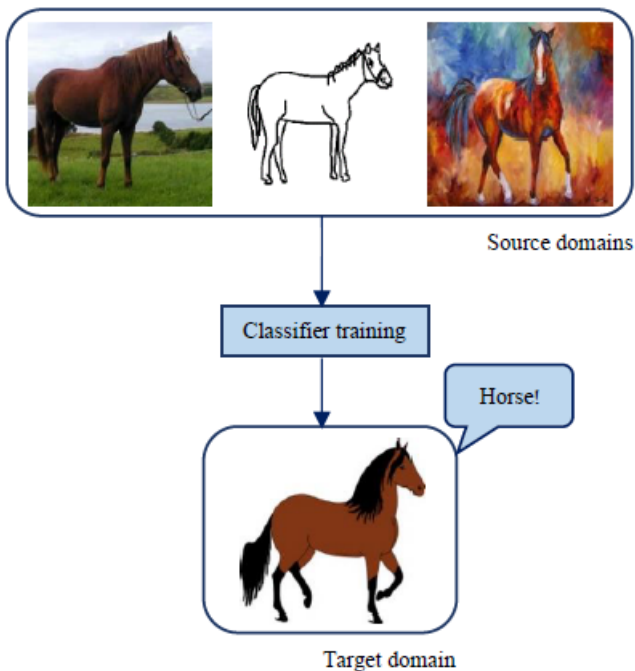 Source domains
Classifier training
Horse!
Target domain